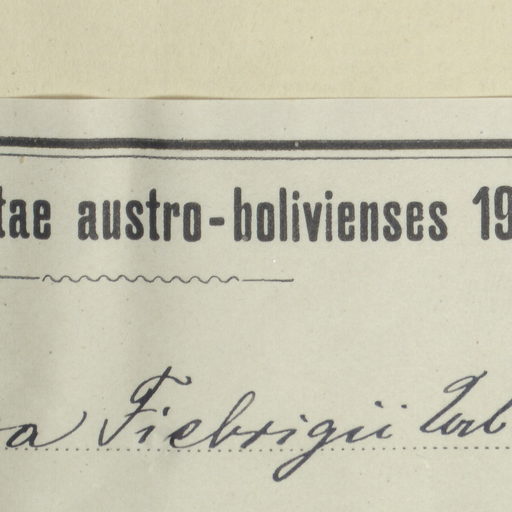 tae austro-bolivienses 19
a Fiebrigii